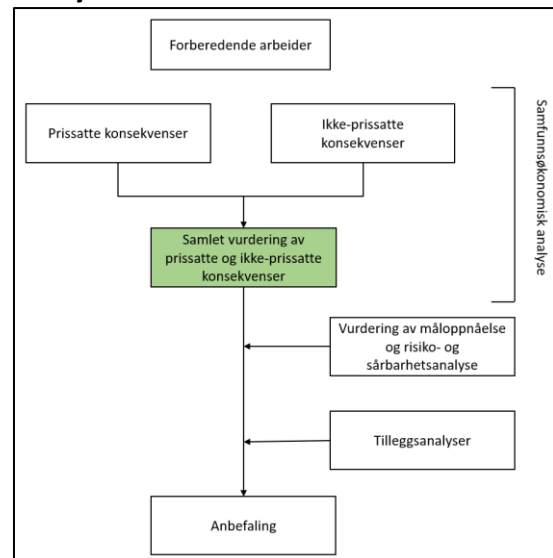 Forberedende arbeider
Prissatte konsekvenser
Ikke-prissatte
konsekvenser
Samfunnsøkonomisk analyse
Samlet vurdering av
prissatte og ikke-prissatte
konsekvenser
Vurdering av måloppnåelse
og risiko- og
sårbarhetsanalyse
Tilleggsanalyser
Anbefaling